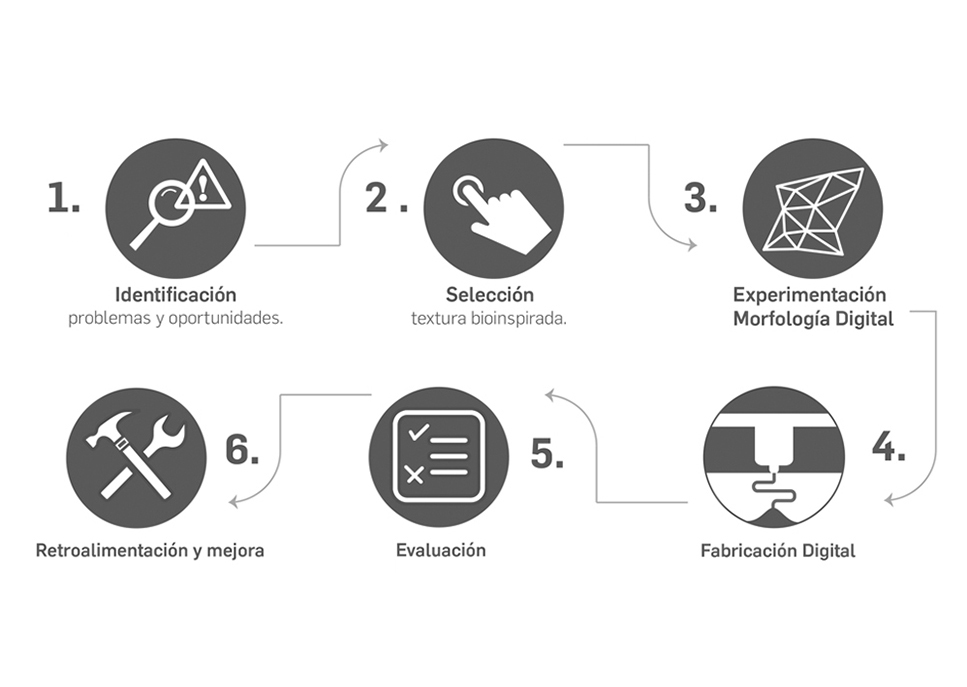 1.
Identificación
problemas y oportunidades.
2 .
Selección
textura bioinspirada.
3.
Experimentación
Morfología Digital
4.
Fabricación Digital
5.
Evaluación
6.
Retroalimentación y mejora